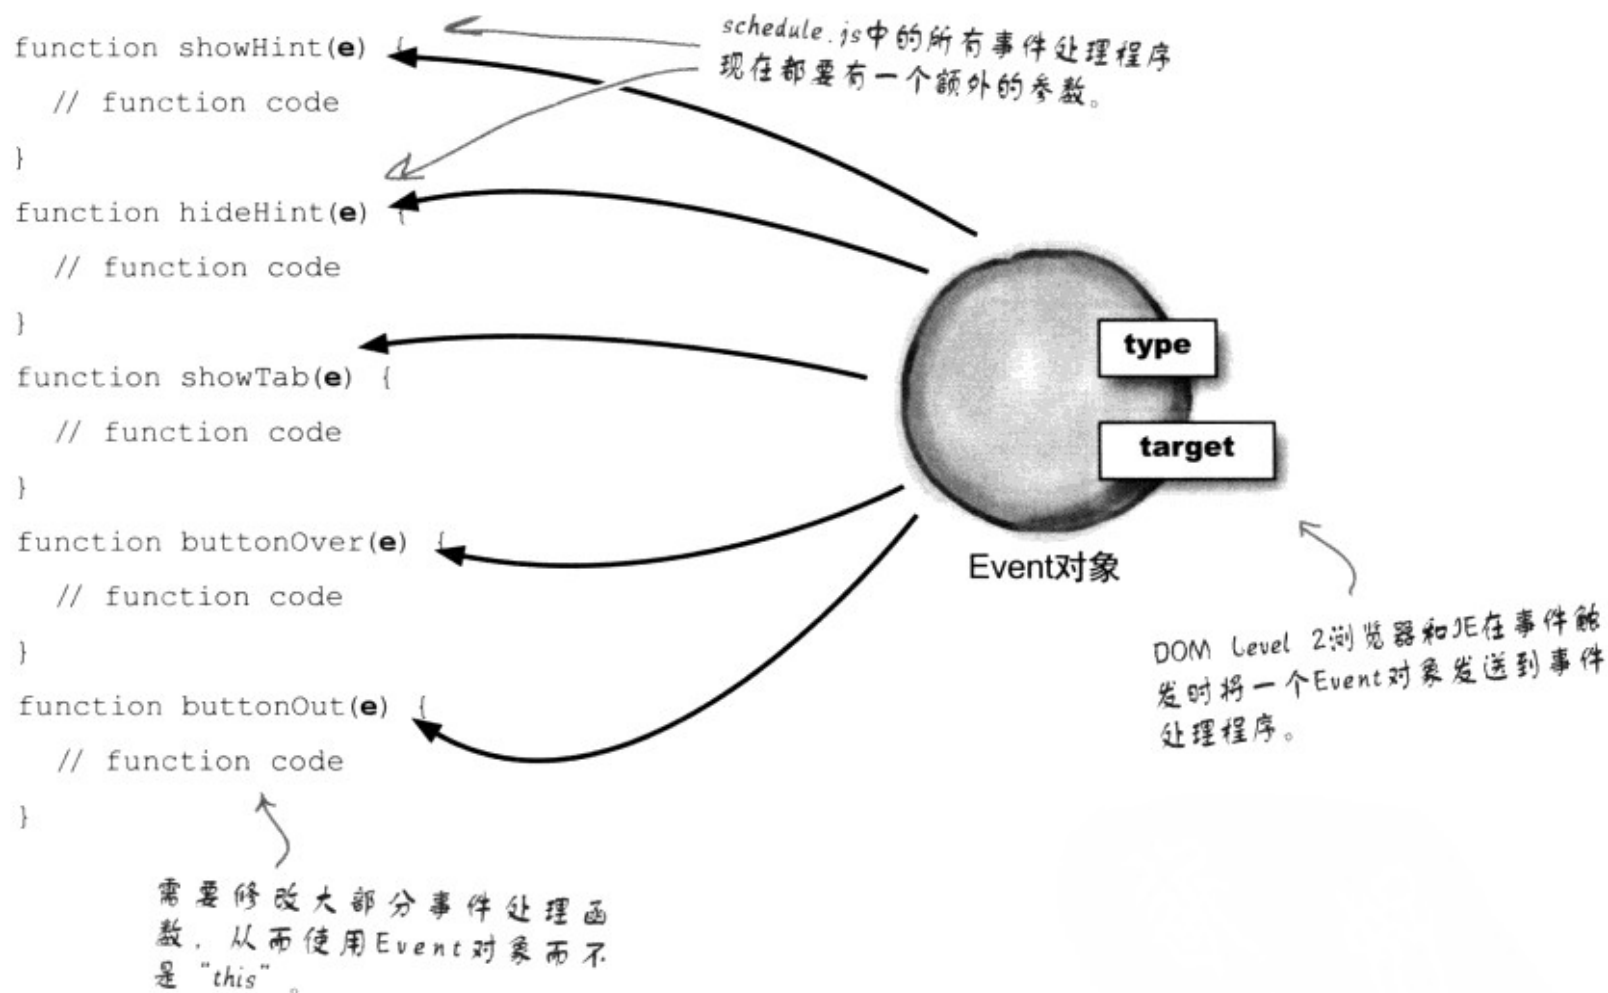 schedule.js中的所有事件处理程序
现在都要有一个额外的参数。
function showHint(e) {
// function code
}
function hideHint(e) {
// function code
}
function showTab(e) {
// function code
}
function buttonOver(e) {
// function code
}
function buttonOut(e) {
// function code
}
type
target
Event对象
DOM Level 2浏览器和IE在事件触
发时将一个Event对象发送到事件
处理程序。
需要修改大部分事件处理函
数，从而使用Event对象而不
是“this”。